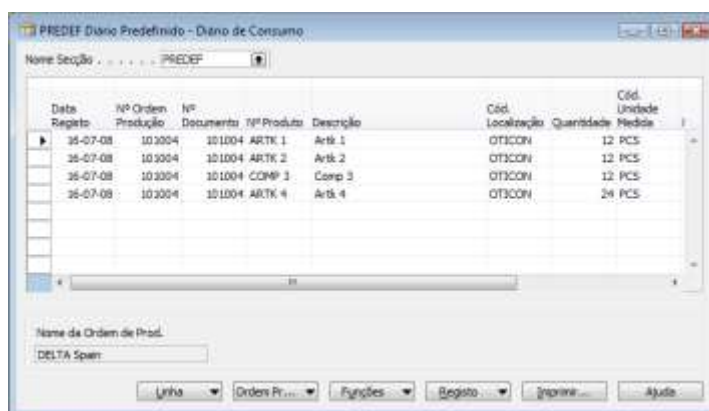 PREDEF Diário Predefinido - Diário de Consumo
Nome Secção . . . . . . PREDEF
Data Registo Nº Ordem Produção Nº Documento Nº Produto Descrição Cód. Localização Quantidade Cód. Unidade Medida
16-07-08 101004 101004 ARTK 1 Artk 1 OTICON 12 PCS
16-07-08 101004 101004 ARTK 2 Artk 2 OTICON 12 PCS
16-07-08 101004 101004 COMP 3 Comp 3 OTICON 12 PCS
16-07-08 101004 101004 ARTK 4 Artk 4 OTICON 24 PCS
Nome da Ordem de Prod.
DELTA Spain
Linha Ordem Pr... Funções Registo Imprimir... Ajuda